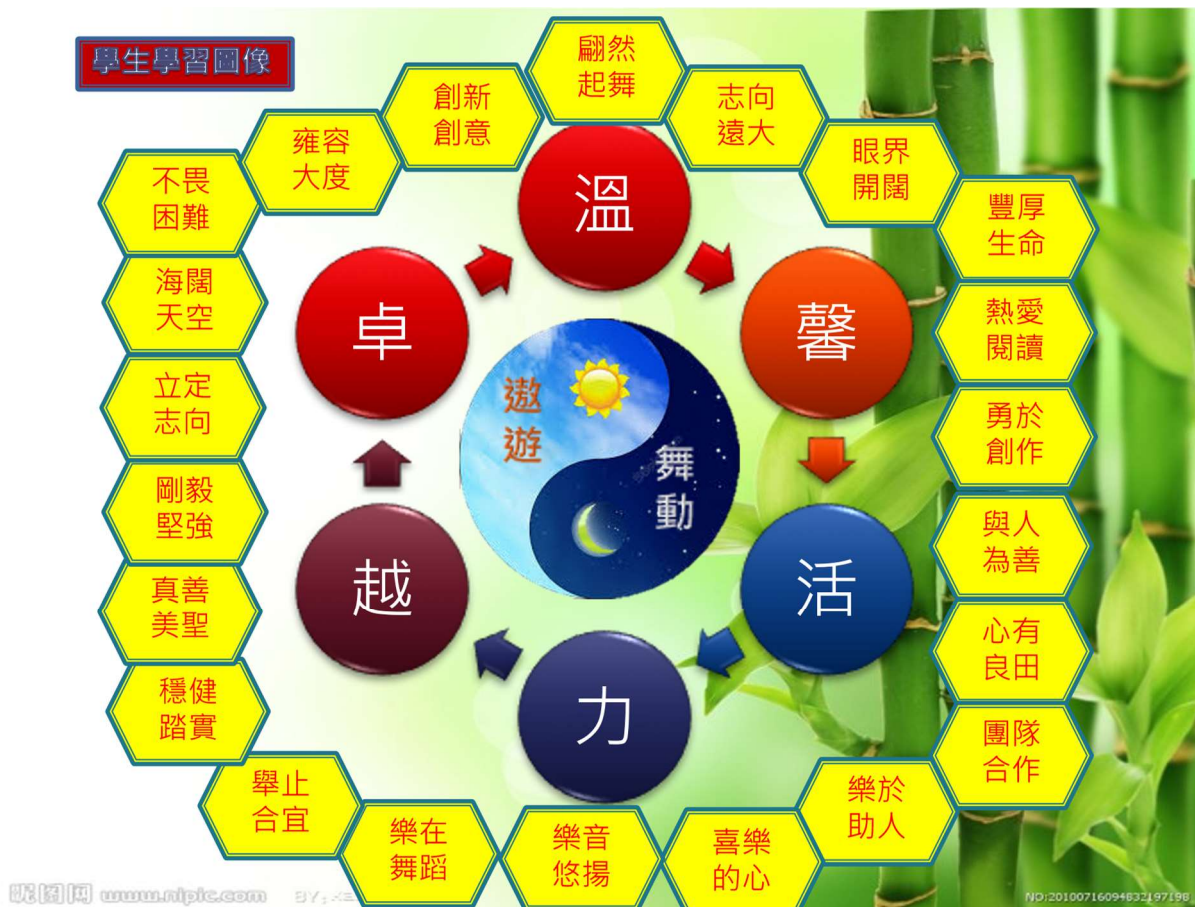 學生學習圖像
翩然
起舞
志向
遠大
眼界
開闊
豐厚
生命
熱愛
閱讀
勇於
創作
與人
為善
心有
良田
團隊
合作
樂於
助人
喜樂
的心
樂音
悠揚
樂在
舞蹈
舉止
合宜
穩健
踏實
真善
美聖
剛毅
堅強
立定
志向
海闊
天空
不畏
困難
雍容
大度
創新
創意
溫
馨
活
力
越
卓
遨
遊
舞
動
昵图网 www.nipic.com
BY:
NO:20100716094832197198